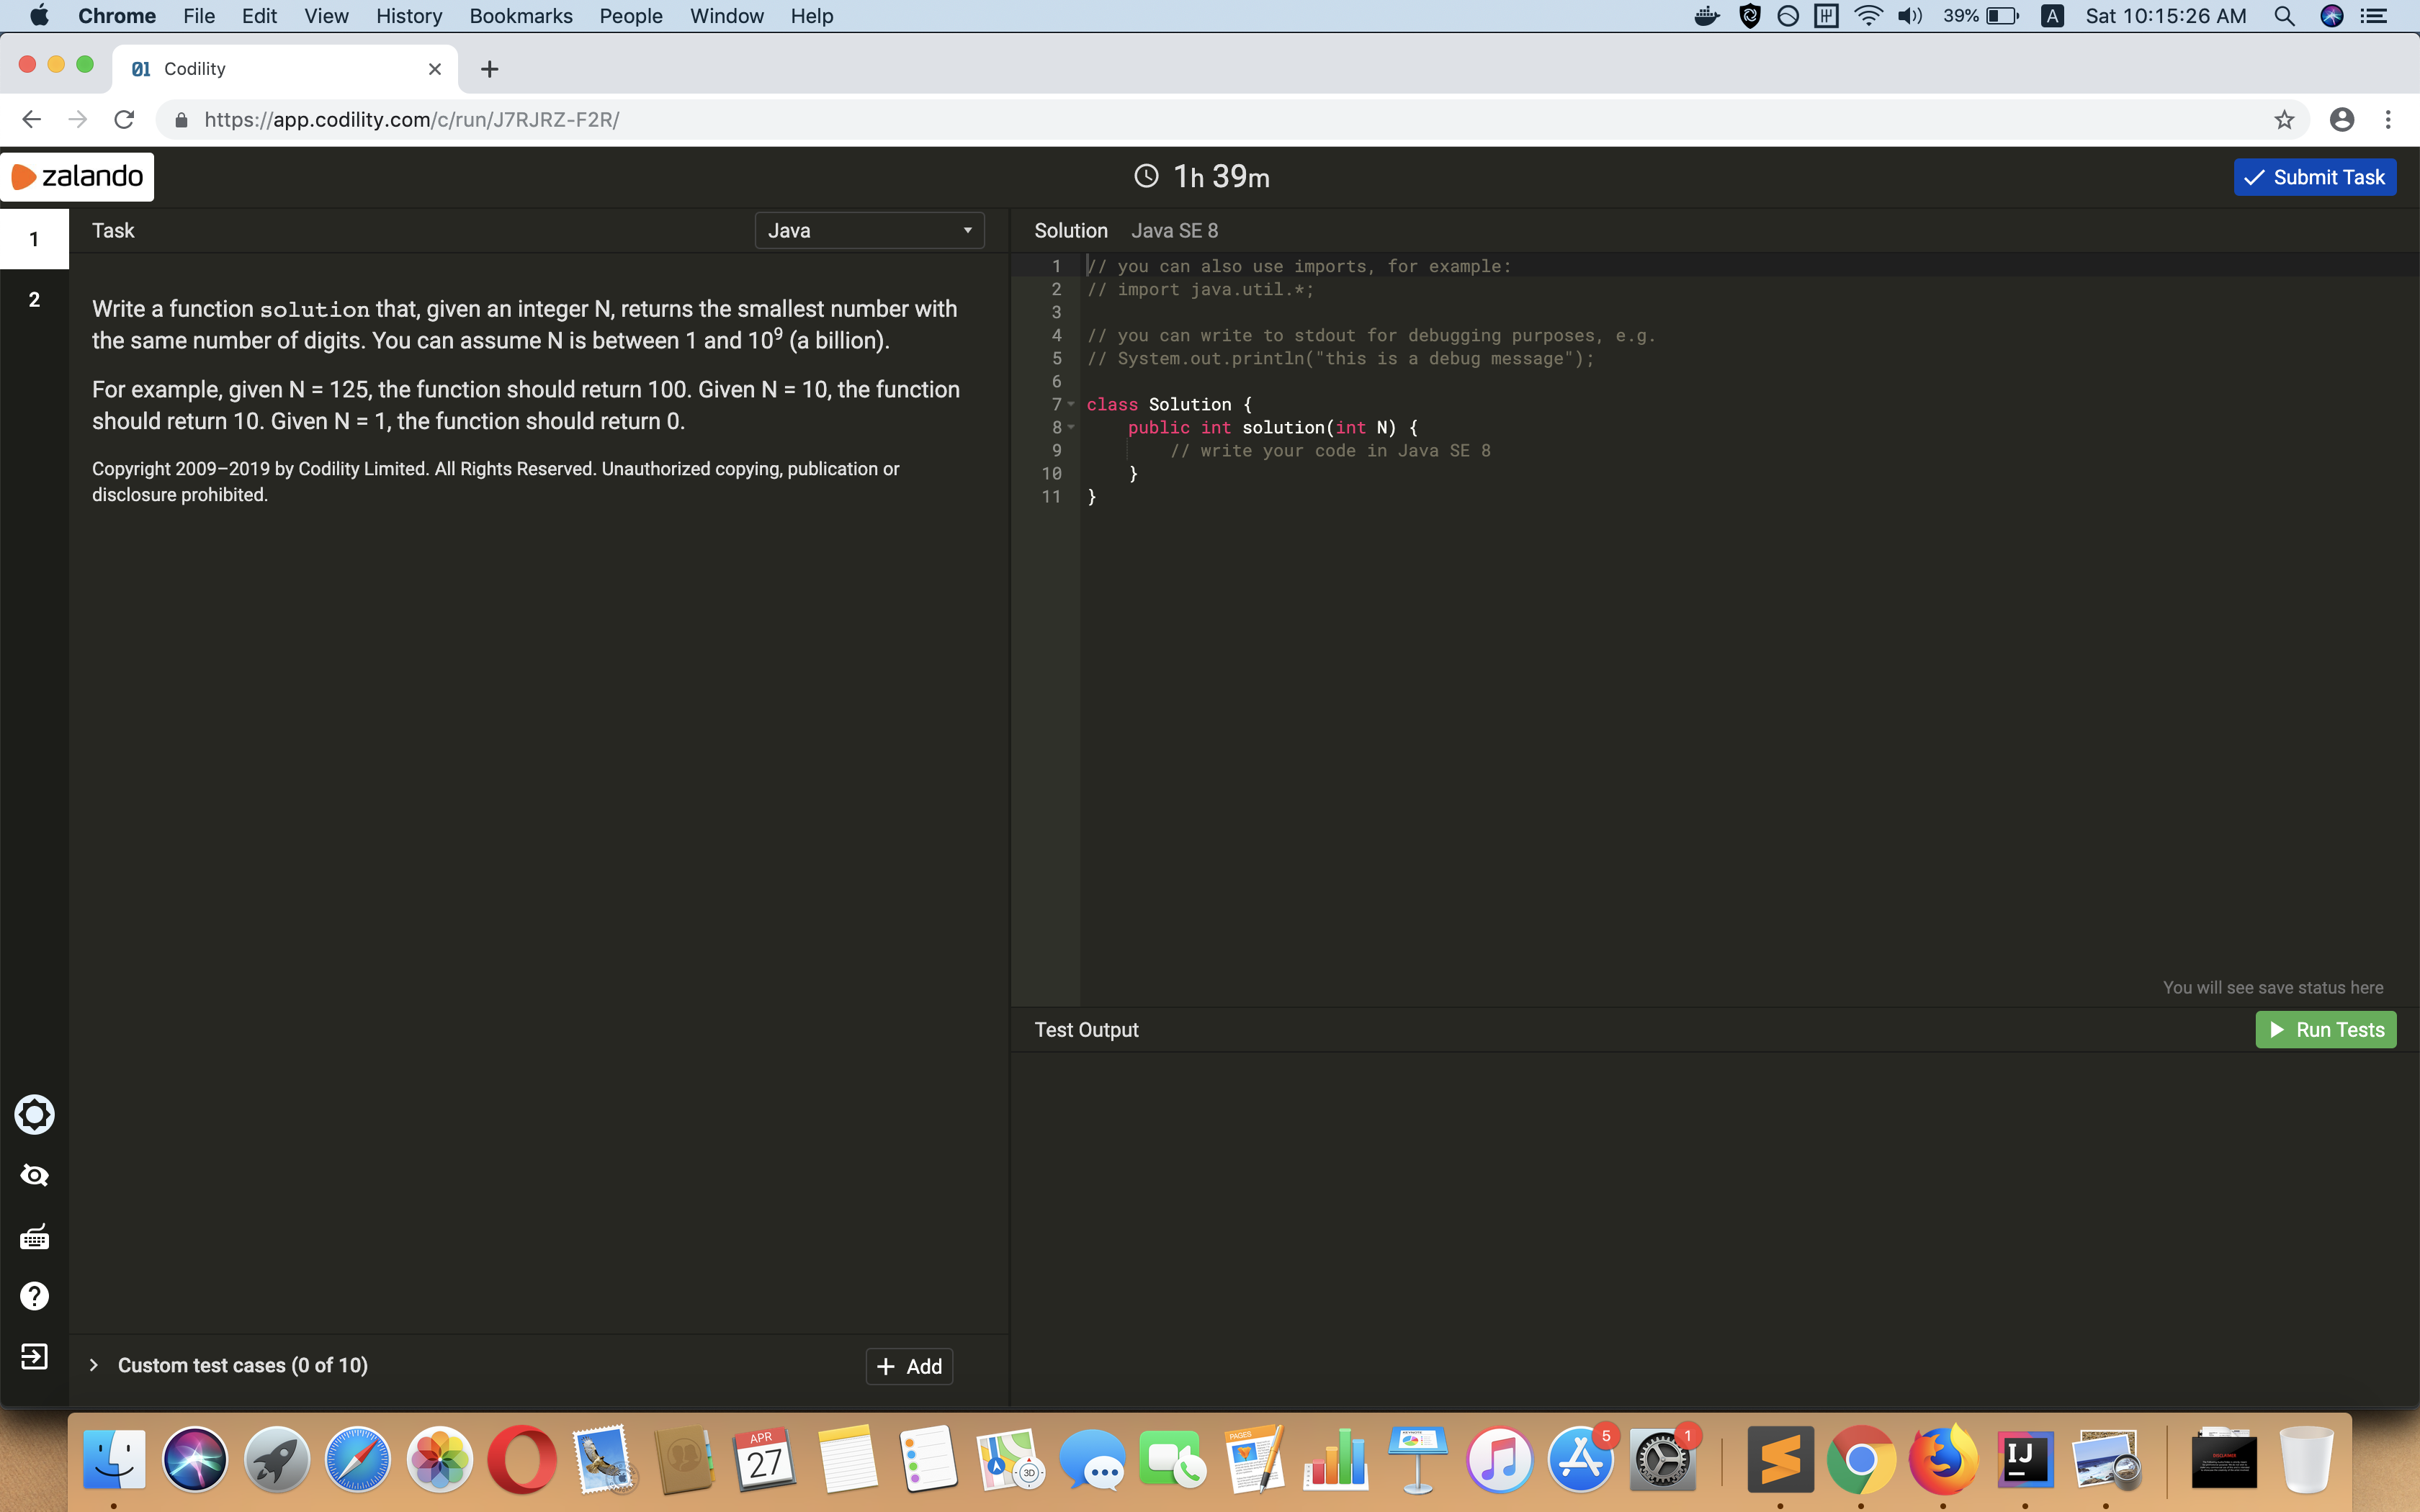 Chrome File Edit View History Bookmarks People Window Help 39% A Sat 10:15:26 AM
01 Codility
https://app.codility.com/c/run/J7RJRZ-F2R/
zalando 1h 39m Submit Task
1 Task Java
2
Write a function solution that, given an integer N, returns the smallest number with
the same number of digits. You can assume N is between 1 and 10⁹ (a billion).
For example, given N = 125, the function should return 100. Given N = 10, the function
should return 10. Given N = 1, the function should return 0.
Copyright 2009–2019 by Codility Limited. All Rights Reserved. Unauthorized copying, publication or
disclosure prohibited.
Custom test cases (0 of 10) + Add
Solution Java SE 8
1 // you can also use imports, for example:
2 // import java.util.*;
3
4 // you can write to stdout for debugging purposes, e.g.
5 // System.out.println("this is a debug message");
6
7 class Solution {
8 public int solution(int N) {
9 // write your code in Java SE 8
10 }
11 }
You will see save status here
Test Output Run Tests
APR
27
3D
PAGES
5
1
IJ